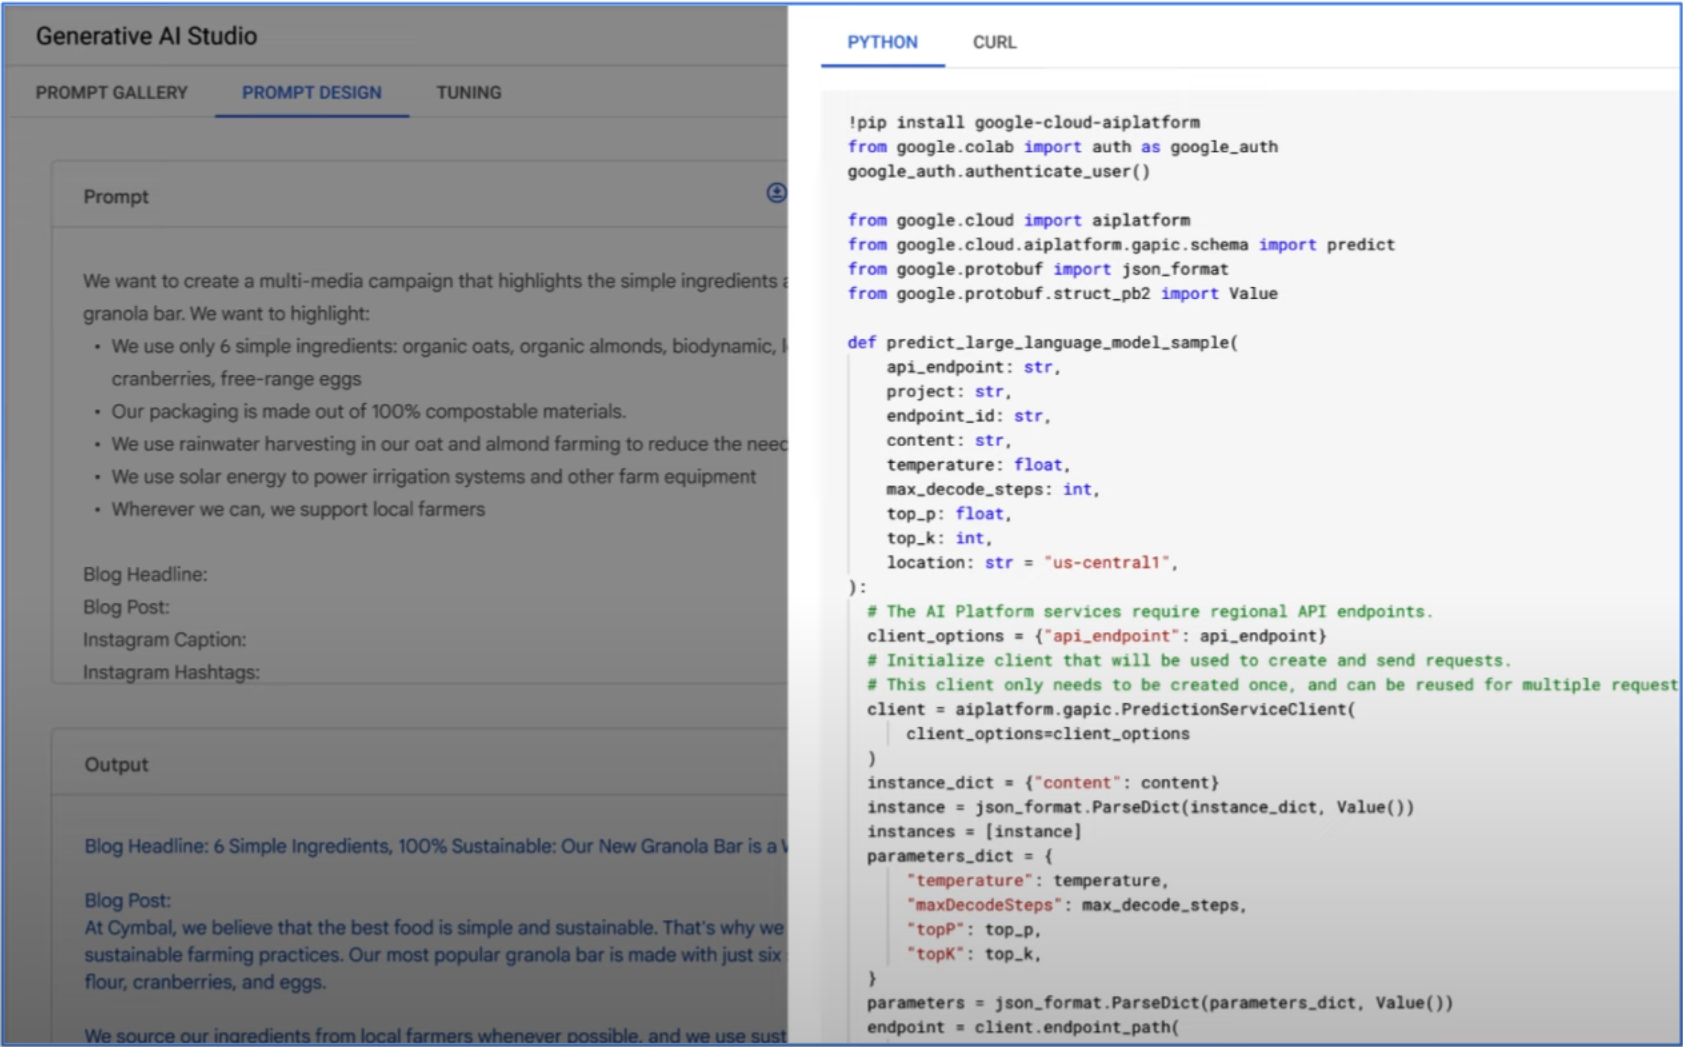 Generative AI Studio
PROMPT GALLERY
PROMPT DESIGN
TUNING
Prompt
We want to create a multi-media campaign that highlights the simple ingredients
granola bar. We want to highlight:
• We use only 6 simple ingredients: organic oats, organic almonds, biodynamic,
cranberries, free-range eggs
• Our packaging is made out of 100% compostable materials.
• We use rainwater harvesting in our oat and almond farming to reduce the need
• We use solar energy to power irrigation systems and other farm equipment
• Wherever we can, we support local farmers
Blog Headline:
Blog Post:
Instagram Caption:
Instagram Hashtags:
Output
Blog Headline: 6 Simple Ingredients, 100% Sustainable: Our New Granola Bar is a
Blog Post:
At Cymbal, we believe that the best food is simple and sustainable. That's why we
sustainable farming practices. Our most popular granola bar is made with just six
flour, cranberries, and eggs.
We source our ingredients from local farmers whenever possible, and we use
PYTHON
CURL
!pip install google-cloud-aiplatform
from google.colab import auth as google_auth
google_auth.authenticate_user()
from google.cloud import aiplatform
from google.cloud.aiplatform.gapic.schema import predict
from google.protobuf import json_format
from google.protobuf.struct_pb2 import Value
def predict_large_language_model_sample(
api_endpoint: str,
project: str,
endpoint_id: str,
content: str,
temperature: float,
max_decode_steps: int,
top_p: float,
top_k: int,
location: str = "us-central1",
):
# The AI Platform services require regional API endpoints.
client_options = {"api_endpoint": api_endpoint}
# Initialize client that will be used to create and send requests.
# This client only needs to be created once, and can be reused for multiple request
client = aiplatform.gapic.PredictionServiceClient(
client_options=client_options
)
instance_dict = {"content": content}
instance = json_format.ParseDict(instance_dict, Value())
instances = [instance]
parameters_dict = {
"temperature": temperature,
"maxDecodeSteps": max_decode_steps,
"topP": top_p,
"topK": top_k,
}
parameters = json_format.ParseDict(parameters_dict, Value())
endpoint = client.endpoint_path(